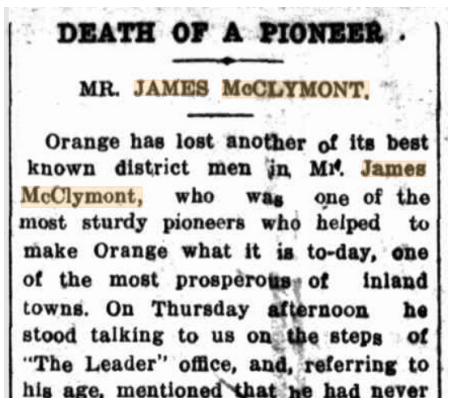 DEATH OF A PIONEER.
MR. JAMES McCLYMONT.
Orange has lost another of its best
known district men in Mr. James
McClymont, who was one of the
most sturdy pioneers who helped to
make Orange what it is to-day, one
of the most prosperous of inland
towns. On Thursday afternoon he
stood talking to us on the steps of
"The Leader" office, and, referring to
his age, mentioned that he had never